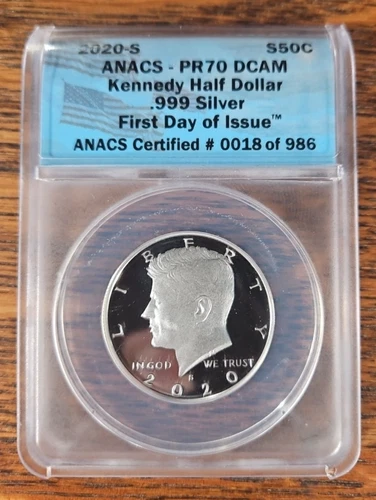 2020-S S50C
ANACS - PR70 DCAM
Kennedy Half Dollar
.999 Silver
First Day of Issue™
ANACS Certified # 0018 of 986
LIBERTY
IN GOD WE TRUST
S
2020